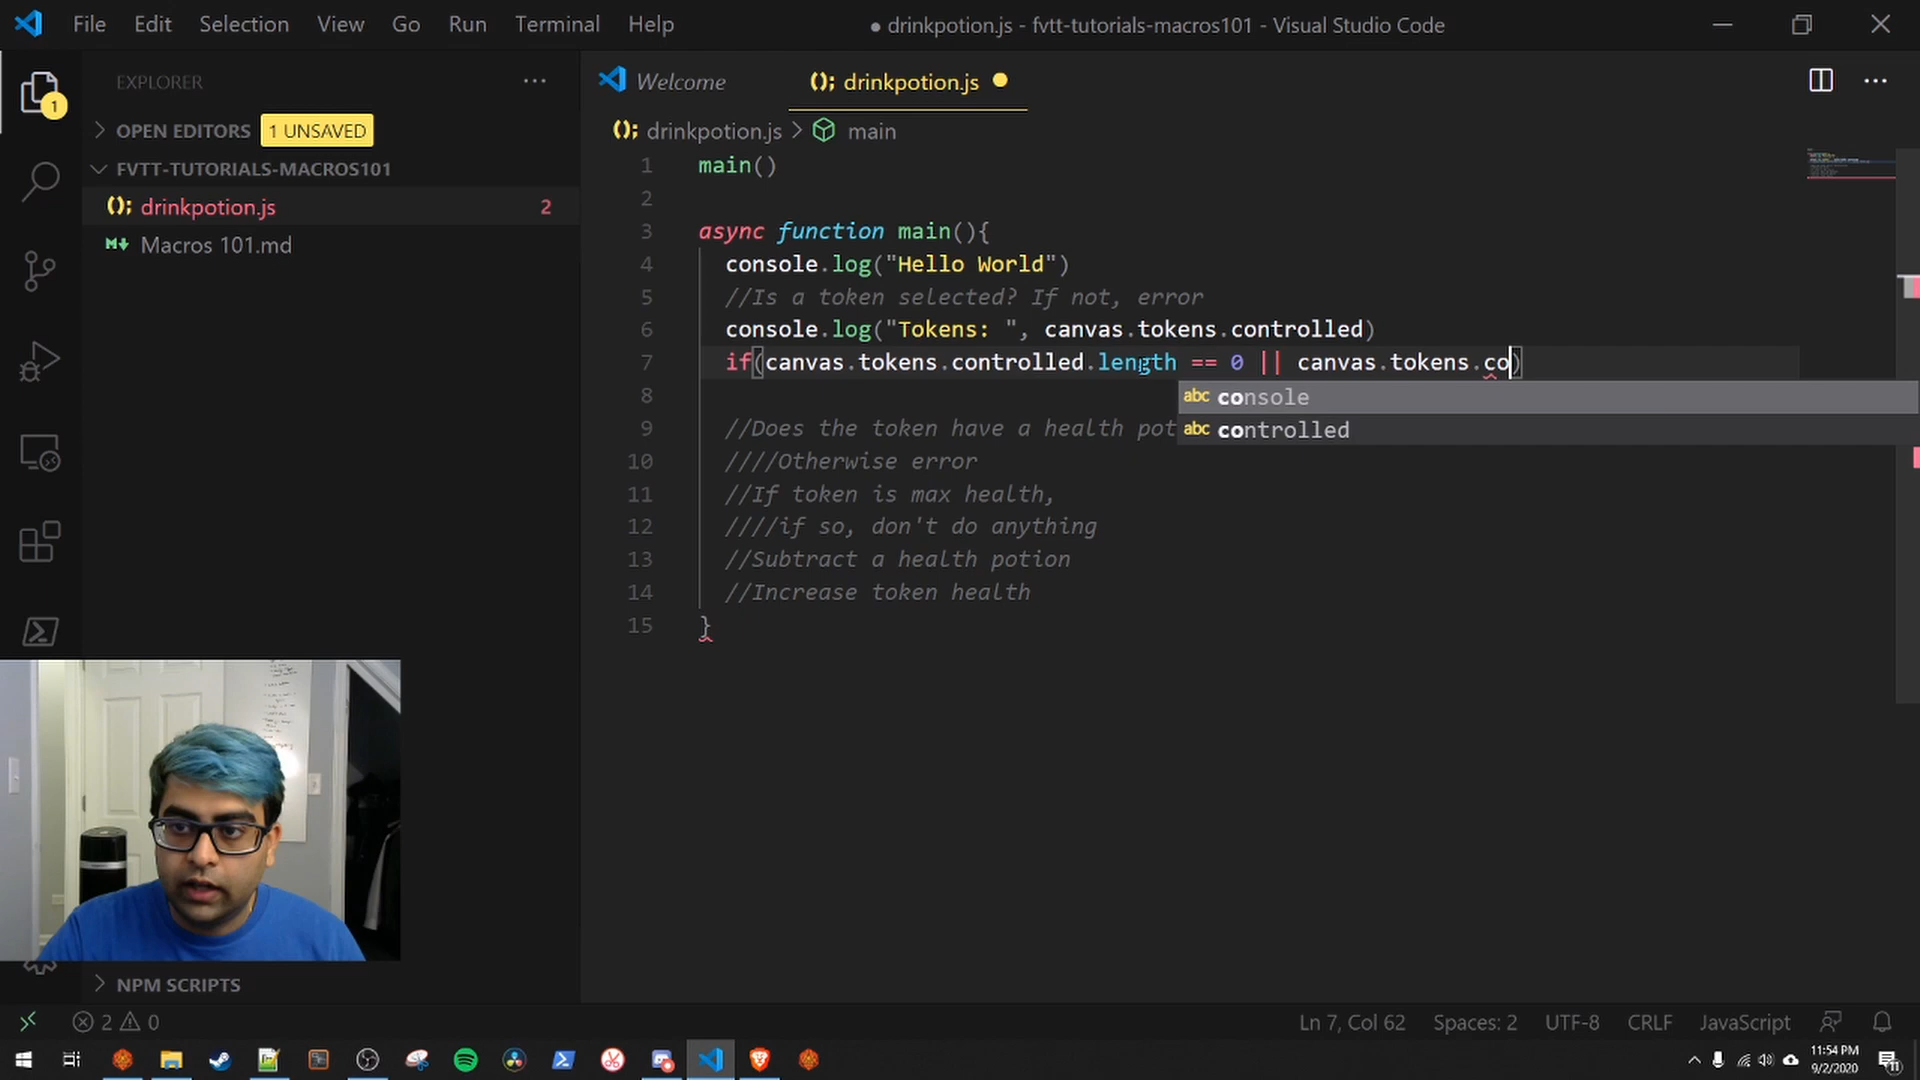 File Edit Selection View Go Run Terminal Help
● drinkpotion.js - fvtt-tutorials-macros101 - Visual Studio Code
EXPLORER
1
OPEN EDITORS 1 UNSAVED
FVTT-TUTORIALS-MACROS101
drinkpotion.js 2
Macros 101.md
NPM SCRIPTS
Welcome
drinkpotion.js
drinkpotion.js > main
1 main()
2
3 async function main(){
4 console.log("Hello World")
5 //Is a token selected? If not, error
6 console.log("Tokens: ", canvas.tokens.controlled)
7 if(canvas.tokens.controlled.length == 0 || canvas.tokens.co)
abc console
abc controlled
8
9 //Does the token have a health pot
10 ////Otherwise error
11 //If token is max health,
12 ////if so, don't do anything
13 //Subtract a health potion
14 //Increase token health
15 }
2 0
Ln 7, Col 62 Spaces: 2 UTF-8 CRLF JavaScript
11:54 PM
9/2/2020
11